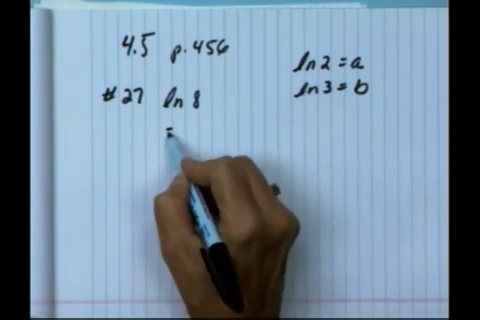 4.5 p.456
ln 2 = a
ln 3 = b
# 27 ln 8
=